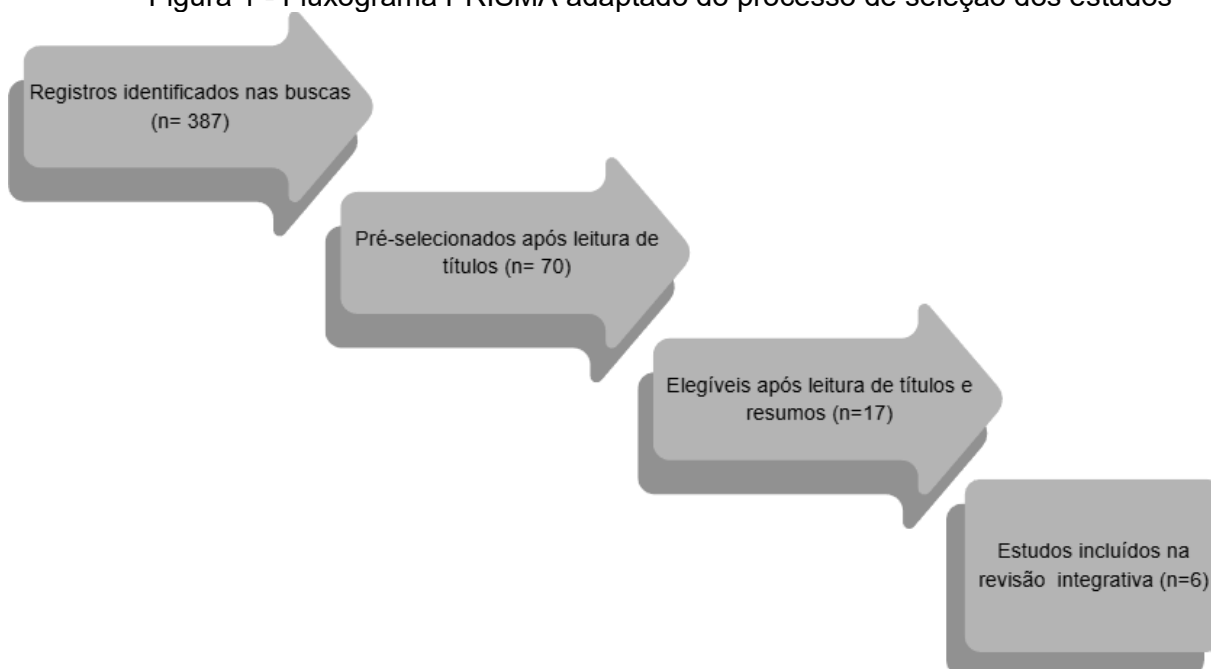 Figura 1 - Fluxograma PRISMA adaptado do processo de seleção dos estudos
Registros identificados nas buscas
(n= 387)
Pré-selecionados após leitura de
títulos (n= 70)
Elegíveis após leitura de títulos e
resumos (n=17)
Estudos incluídos na
revisão integrativa (n=6)